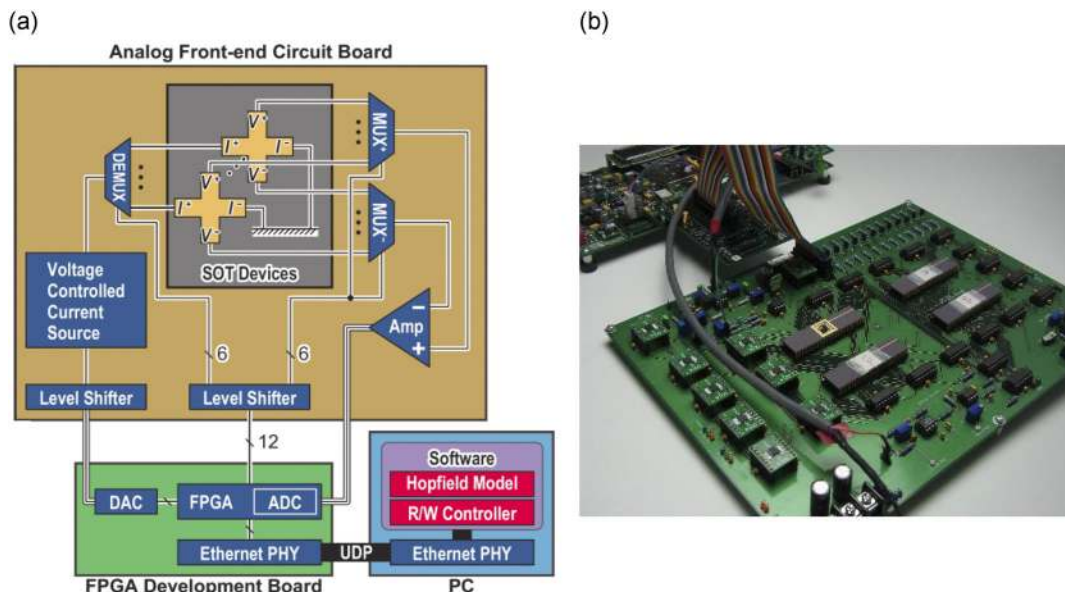 (a)
(b)
Analog Front-end Circuit Board
V⁺
I⁺
I⁻
V⁻
V⁺
I⁺
I⁻
V⁻
DEMUX
MUX⁺
MUX⁻
SOT Devices
Voltage
Controlled
Current
Source
Amp
−
+
6
6
Level Shifter
Level Shifter
12
DAC
FPGA
ADC
Ethernet PHY
FPGA Development Board
UDP
Software
Hopfield Model
R/W Controller
Ethernet PHY
PC